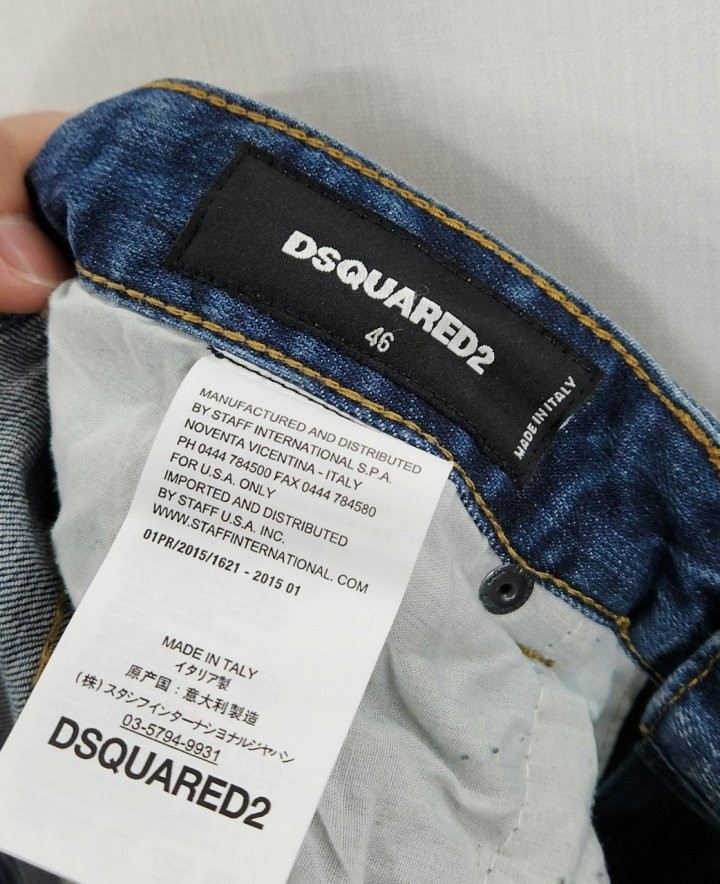 DSQUARED2
46
MADE IN ITALY
MANUFACTURED AND DISTRIBUTED
BY STAFF INTERNATIONAL S.P.A.
NOVENTA VICENTINA - ITALY
PH 0444 784500 FAX 0444 784580
FOR U.S.A. ONLY
IMPORTED AND DISTRIBUTED
BY STAFF U.S.A. INC.
WWW.STAFFINTERNATIONAL. COM
01PR/2015/1621 - 2015 01
MADE IN TALY
イタリア製
原产国：意大利製造
(株) スタシフインターナショナルジャハシ
03-5794-9931
DSQUARED2